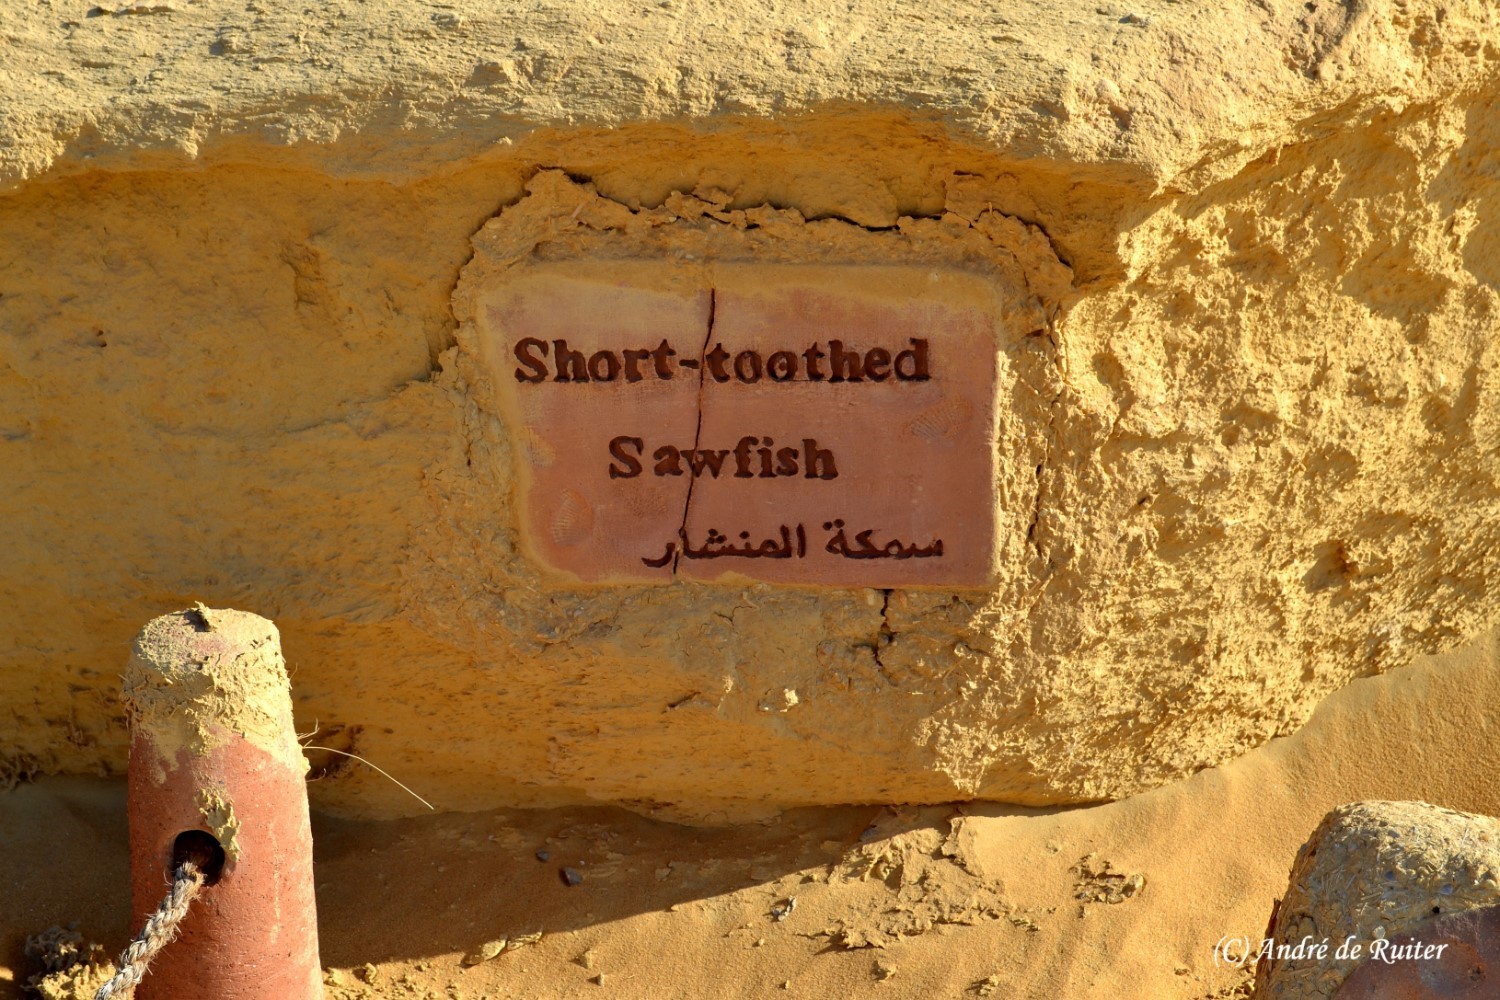 Short-toothed
Sawfish
سمكة المنشار
(C) André de Ruiter